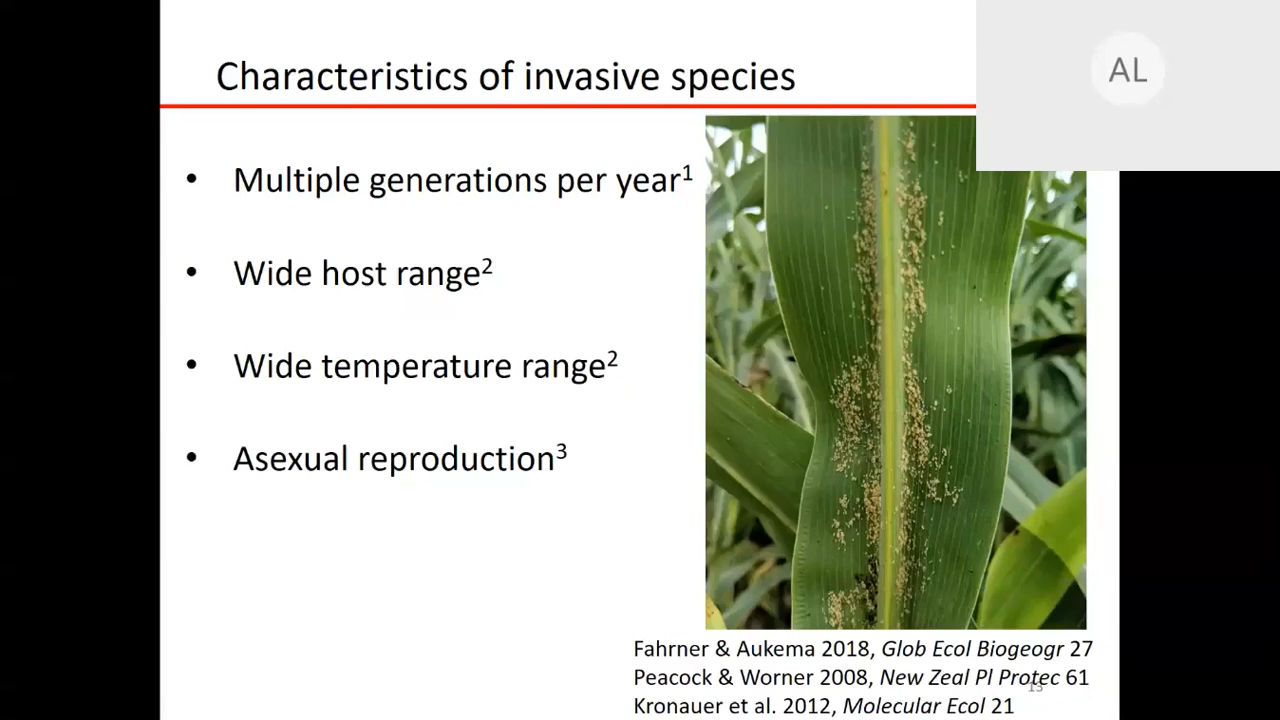 Characteristics of invasive species
AL
• Multiple generations per year1
• Wide host range2
• Wide temperature range2
• Asexual reproduction3
Fahrner & Aukema 2018, Glob Ecol Biogeogr 27
Peacock & Worner 2008, New Zeal Pl Protec 61
13
Kronauer et al. 2012, Molecular Ecol 21